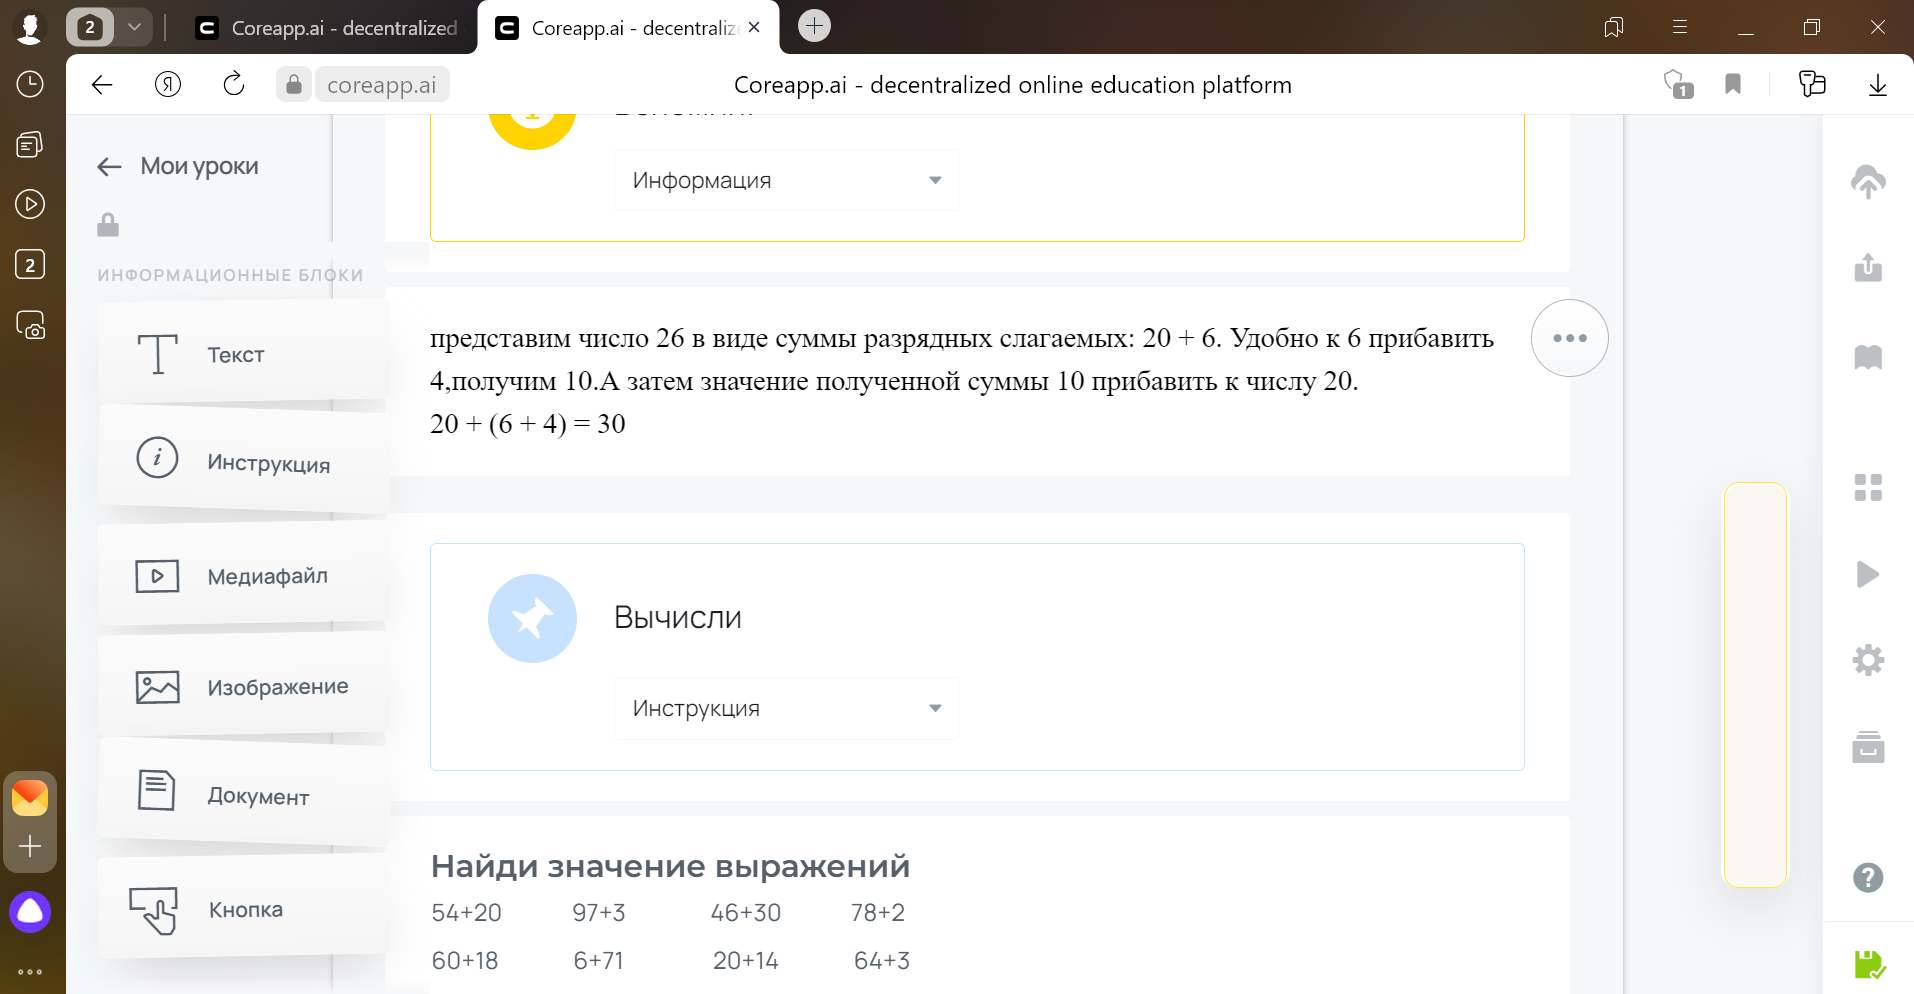 2
Coreapp.ai - decentralized
Coreapp.ai - decentraliz
coreapp.ai
Coreapp.ai - decentralized online education platform
1
2
Мои уроки
ИНФОРМАЦИОННЫЕ БЛОКИ
Текст
Инструкция
Медиафайл
Изображение
Документ
Кнопка
Информация
представим число 26 в виде суммы разрядных слагаемых: 20 + 6. Удобно к 6 прибавить
4,получим 10.А затем значение полученной суммы 10 прибавить к числу 20.
20 + (6 + 4) = 30
Вычисли
Инструкция
Найди значение выражений
54+20 97+3 46+30 78+2
60+18 6+71 20+14 64+3